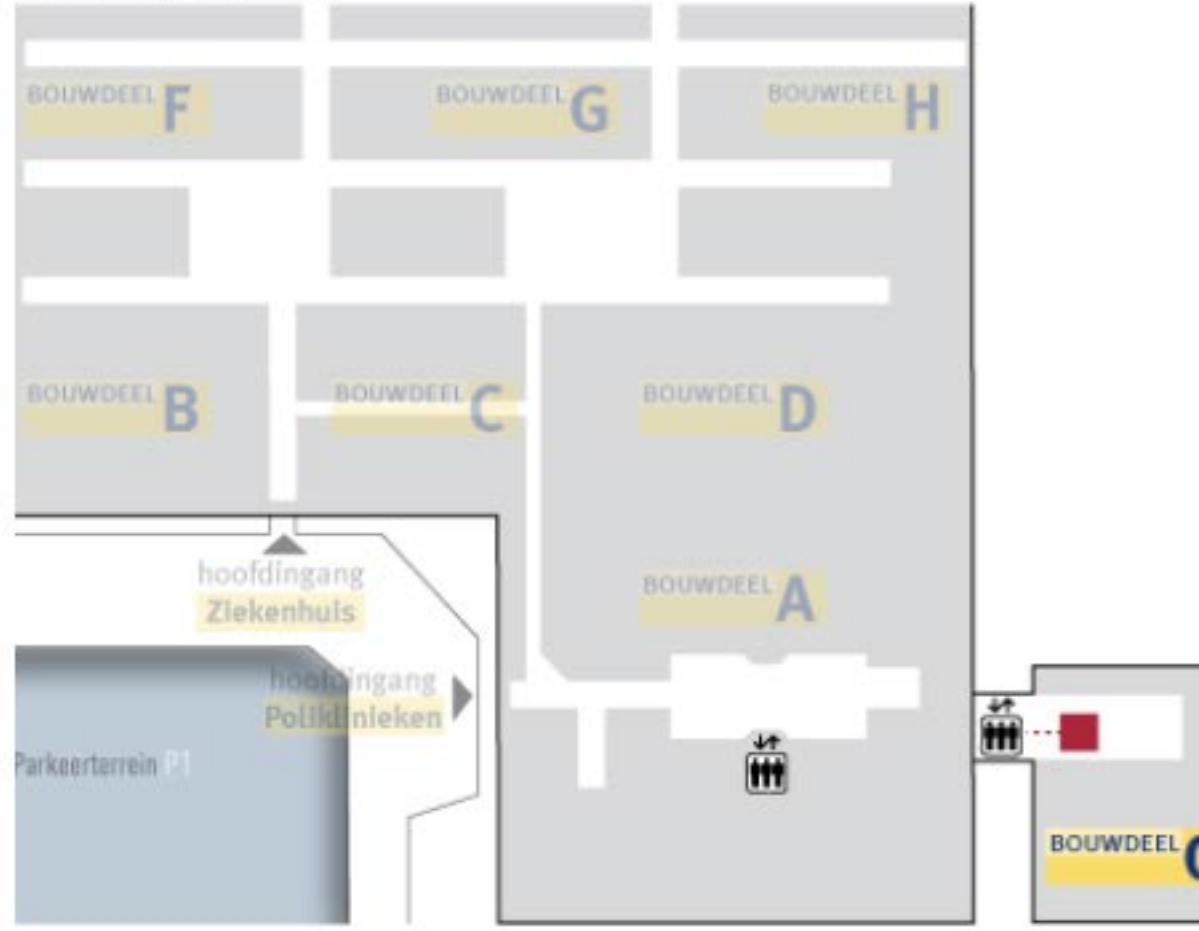 BOUWDEEL F
BOUWDEEL G
BOUWDEEL H
BOUWDEEL B
BOUWDEEL C
BOUWDEEL D
hoofdingang
Ziekenhuis
BOUWDEEL A
hoofdingang
Poliklinieken
Parkeerterrein P1
BOUWDEEL